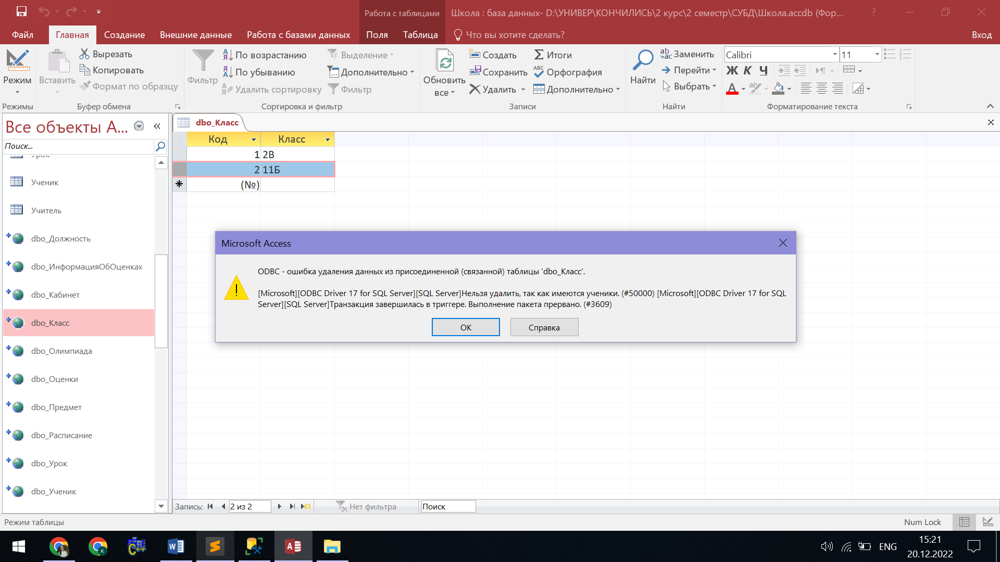 Работа с таблицами
Школа : база данных- D:\УНИВЕР\КОНЧИЛИСЬ\2 курс\2 семестр\СУБД\Школа.accdb (Фор...
Файл
Главная
Создание
Внешние данные
Работа с базами данных
Поля
Таблица
Что вы хотите сделать?
Вход
Режим
Режимы
Вставить
Вырезать
Копировать
Формат по образцу
Буфер обмена
Фильтр
По возрастанию
По убыванию
Удалить сортировку
Выделение
Дополнительно
Фильтр
Сортировка и фильтр
Обновить
все
Создать
Сохранить
Удалить
Итоги
Орфография
Дополнительно
Записи
Найти
Заменить
Перейти
Выбрать
Найти
Calibri
11
Ж К Ч
Форматирование текста
Все объекты A...
Поиск...
Урок
Ученик
Учитель
dbo_Должность
dbo_ИнформацияОбОценках
dbo_Кабинет
dbo_Класс
dbo_Олимпиада
dbo_Оценки
dbo_Предмет
dbo_Расписание
dbo_Урок
dbo_Ученик
dbo_Класс
Код Класс
1 2В
2 11Б
(№)
Microsoft Access
ODBC - ошибка удаления данных из присоединенной (связанной) таблицы 'dbo_Класс'.
[Microsoft][ODBC Driver 17 for SQL Server][SQL Server]Нельзя удалить, так как имеются ученики. (#50000) [Microsoft][ODBC Driver 17 for SQL
Server][SQL Server]Транзакция завершилась в триггере. Выполнение пакета прервано. (#3609)
ОК
Справка
Запись:
2 из 2
Нет фильтра
Поиск
Режим таблицы
Num Lock
ENG
15:21
20.12.2022